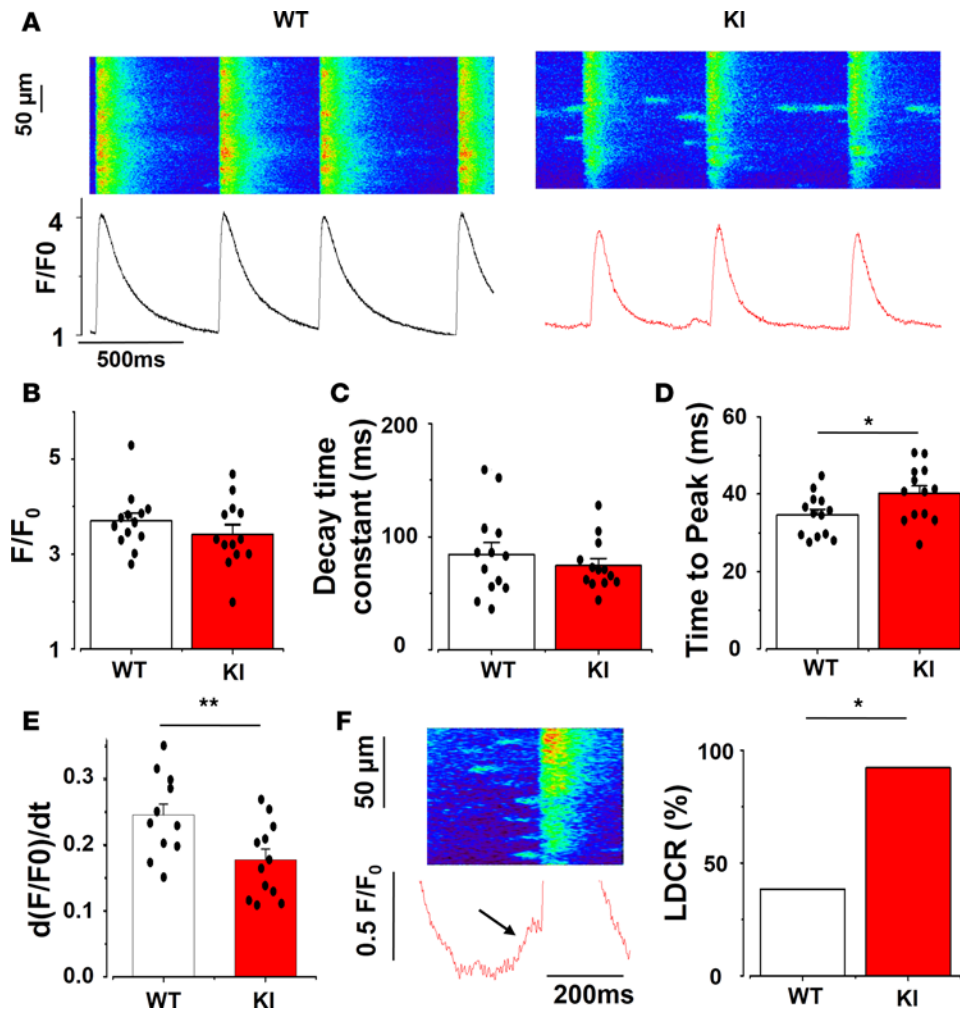 A
WT
KI
50 µm
4
F/F0
1
500ms
B
5
F/F₀
3
1
WT
KI
C
200
Decay time
constant (ms)
100
0
WT
KI
D
60
Time to Peak (ms)
40
20
0
*
WT
KI
E
**
0.3
d(F/F0)/dt
0.2
0.1
0.0
WT
KI
F
50 µm
0.5 F/F₀
200ms
*
100
LDCR (%)
50
0
WT
KI